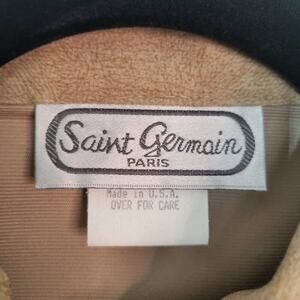 Saint Germain
PARIS
Made in U.S.A.
OVER FOR CARE